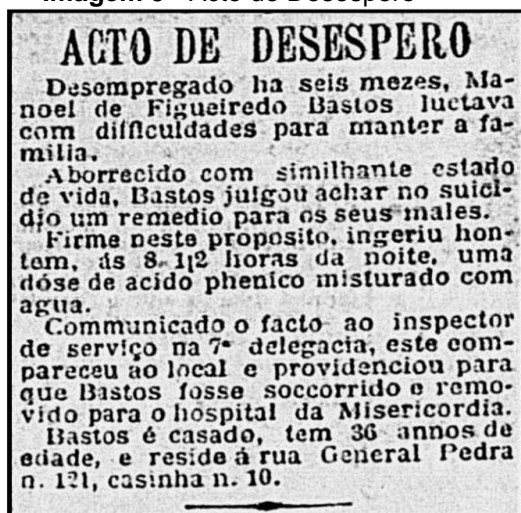 ACTO DE DESESPERO
Desempregado ha seis mezes, Ma-
noel de Figueiredo Bastos luctava
com difficuldades para manter a fa-
milia.
Aborrecido com similhante estado
de vida, Bastos julgou achar no suici-
dio um remedio para os seus males.
Firme neste proposito, ingeriu hon-
tem, ás 8 1|2 horas da noite, uma
dóse de acido phenico misturado com
agua.
Communicado o facto ao inspector
de serviço na 7ª delegacia, este com-
pareceu ao local e providenciou para
que Bastos fosse soccorrido e remo-
vido para o hospital da Misericordia.
Bastos é casado, tem 36 annos de
edade, e reside á rua General Pedra
n. 121, casinha n. 10.